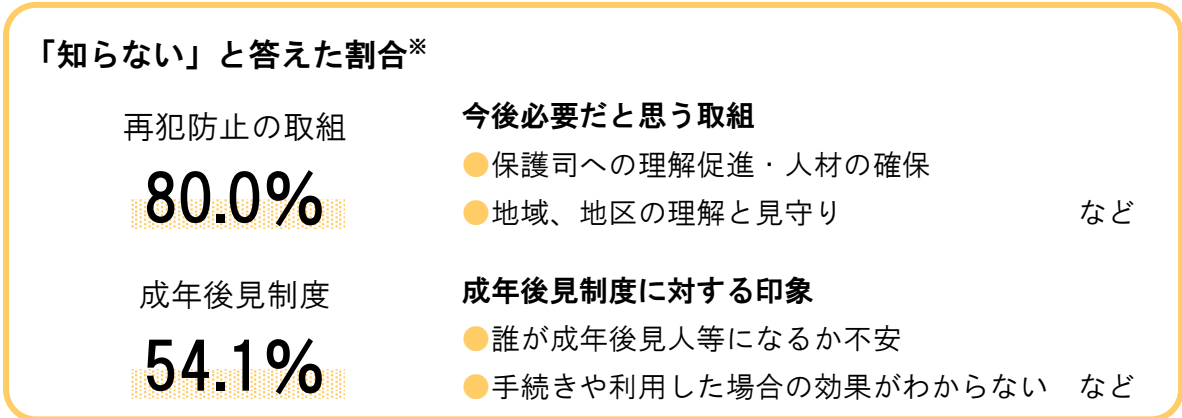 「知らない」と答えた割合※
再犯防止の取組
80.0%
今後必要だと思う取組
●保護司への理解促進・人材の確保
●地域、地区の理解と見守り など
成年後見制度
54.1%
成年後見制度に対する印象
●誰が成年後見人等になるか不安
●手続きや利用した場合の効果がわからない など